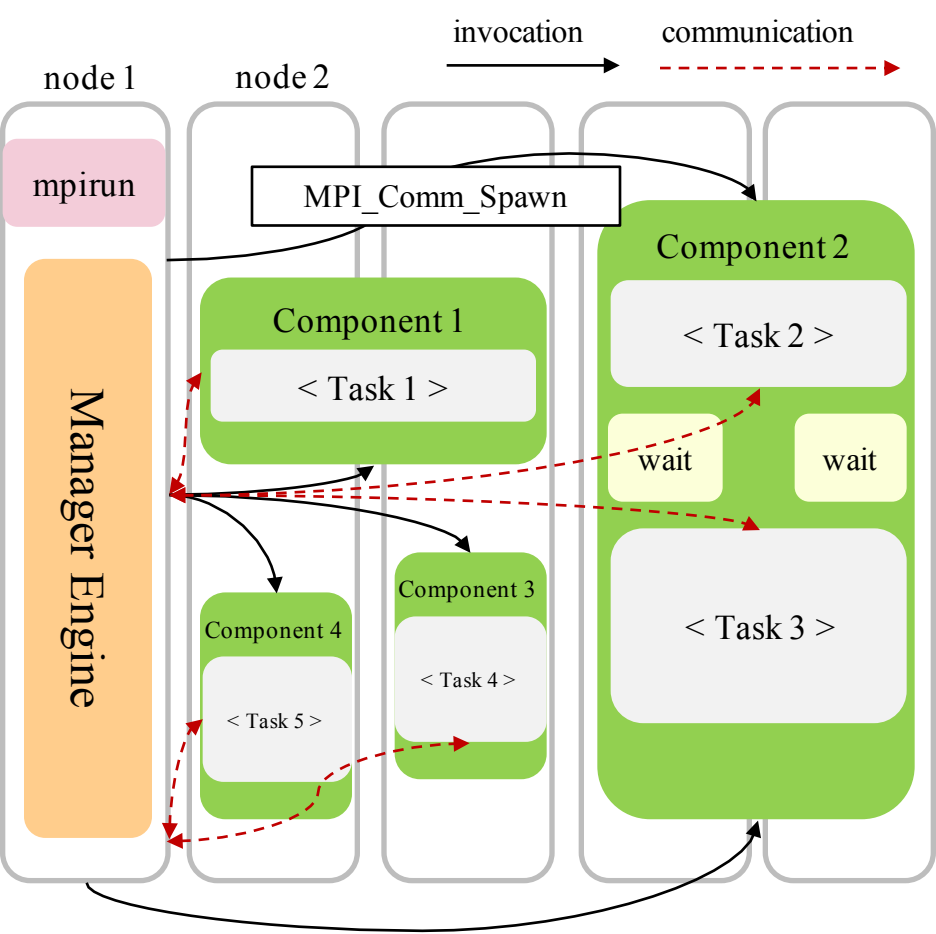 invocation
communication
node 1
node 2
mpirun
MPI_Comm_Spawn
Component 2
< Task 2 >
Component 1
< Task 1 >
Manager Engine
wait
wait
Component 3
Component 4
< Task 3 >
< Task 4 >
< Task 5 >